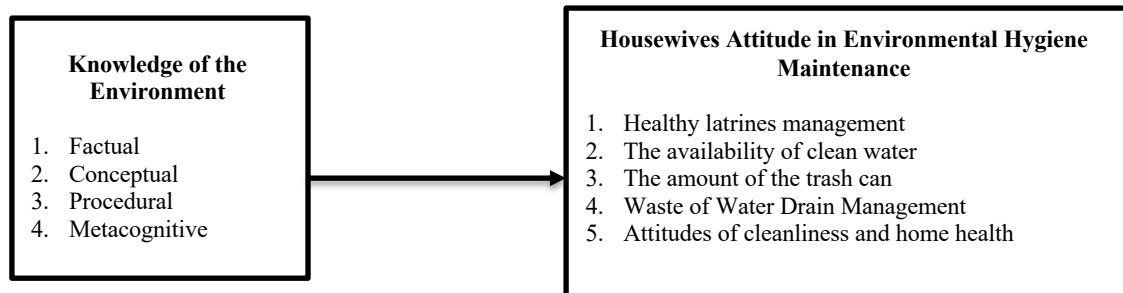 Knowledge of the
Environment
1. Factual
2. Conceptual
3. Procedural
4. Metacognitive
Housewives Attitude in Environmental Hygiene
Maintenance
1. Healthy latrines management
2. The availability of clean water
3. The amount of the trash can
4. Waste of Water Drain Management
5. Attitudes of cleanliness and home health